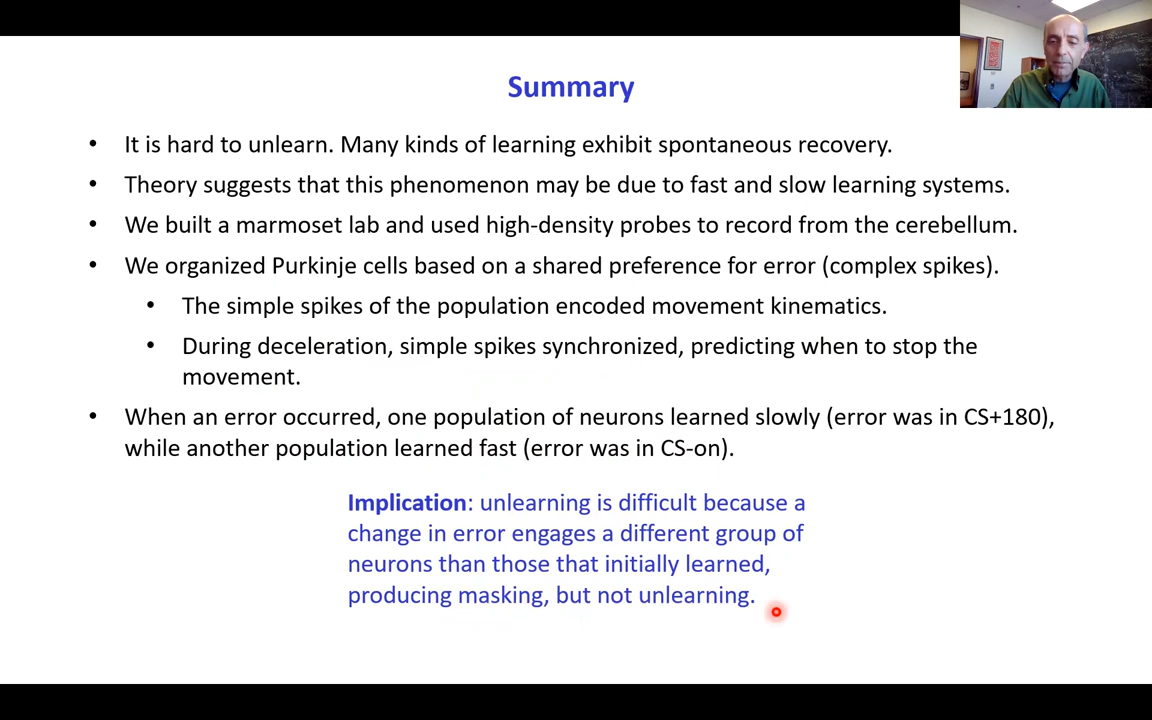 Summary
• It is hard to unlearn. Many kinds of learning exhibit spontaneous recovery.
• Theory suggests that this phenomenon may be due to fast and slow learning systems.
• We built a marmoset lab and used high-density probes to record from the cerebellum.
• We organized Purkinje cells based on a shared preference for error (complex spikes).
• The simple spikes of the population encoded movement kinematics.
• During deceleration, simple spikes synchronized, predicting when to stop the
movement.
• When an error occurred, one population of neurons learned slowly (error was in CS+180),
while another population learned fast (error was in CS-on).
Implication: unlearning is difficult because a
change in error engages a different group of
neurons than those that initially learned,
producing masking, but not unlearning.